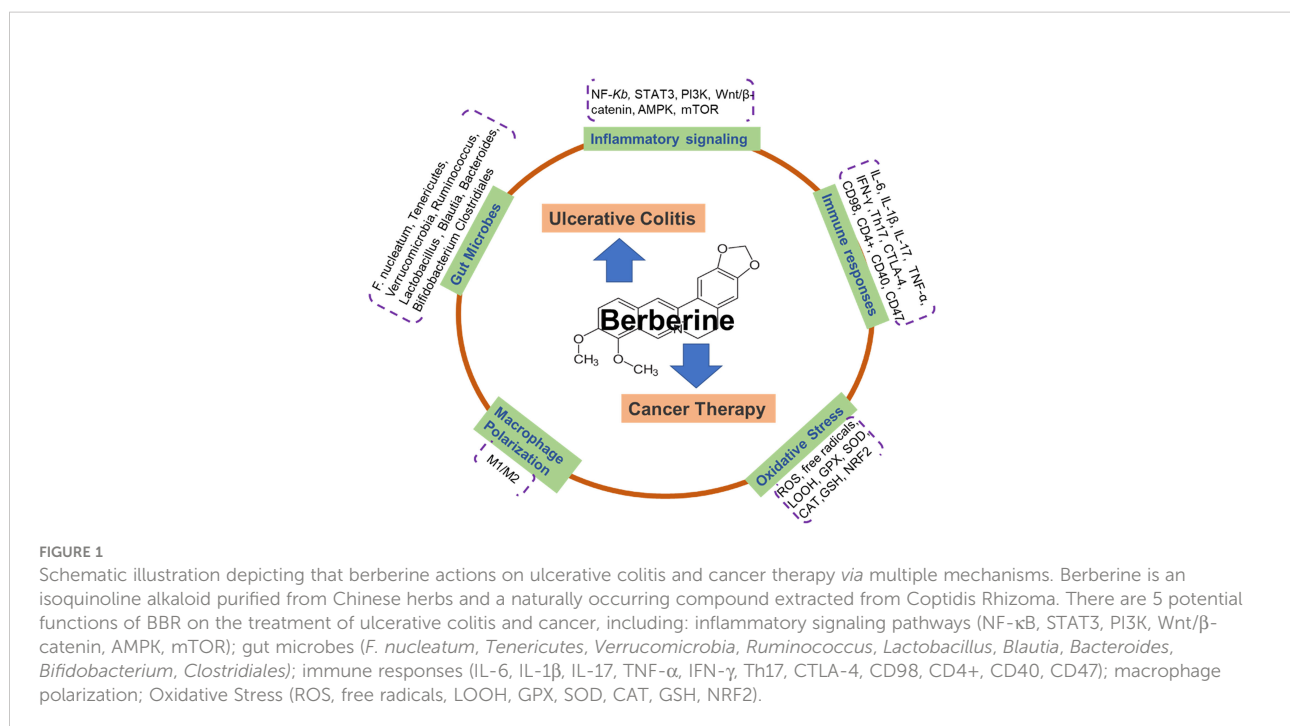 NF-Kb, STAT3, PI3K, Wnt/β-
catenin, AMPK, mTOR
Inflammatory signaling
F. nucleatum, Tenericutes,
Verrucomicrobia, Ruminococcus,
Lactobacillus, Blautia, Bacteroides,
Bifidobacterium Clostridiales
Gut Microbes
IL-6, IL-1β, IL-17, TNF-α,
IFN-γ, Th17, CTLA-4,
CD98, CD4+, CD40, CD47
Immune responses
Ulcerative Colitis
O
O
Berberine
N
O
CH3
O
CH3
Cancer Therapy
Macrophage
Polarization
M1/M2
Oxidative Stress
ROS, free radicals,
LOOH, GPX, SOD,
CAT,GSH, NRF2
FIGURE 1
Schematic illustration depicting that berberine actions on ulcerative colitis and cancer therapy via multiple mechanisms. Berberine is an
isoquinoline alkaloid purified from Chinese herbs and a naturally occurring compound extracted from Coptidis Rhizoma. There are 5 potential
functions of BBR on the treatment of ulcerative colitis and cancer, including: inflammatory signaling pathways (NF-κB, STAT3, PI3K, Wnt/β-
catenin, AMPK, mTOR); gut microbes (F. nucleatum, Tenericutes, Verrucomicrobia, Ruminococcus, Lactobacillus, Blautia, Bacteroides,
Bifidobacterium, Clostridiales); immune responses (IL-6, IL-1β, IL-17, TNF-α, IFN-γ, Th17, CTLA-4, CD98, CD4+, CD40, CD47); macrophage
polarization; Oxidative Stress (ROS, free radicals, LOOH, GPX, SOD, CAT, GSH, NRF2).